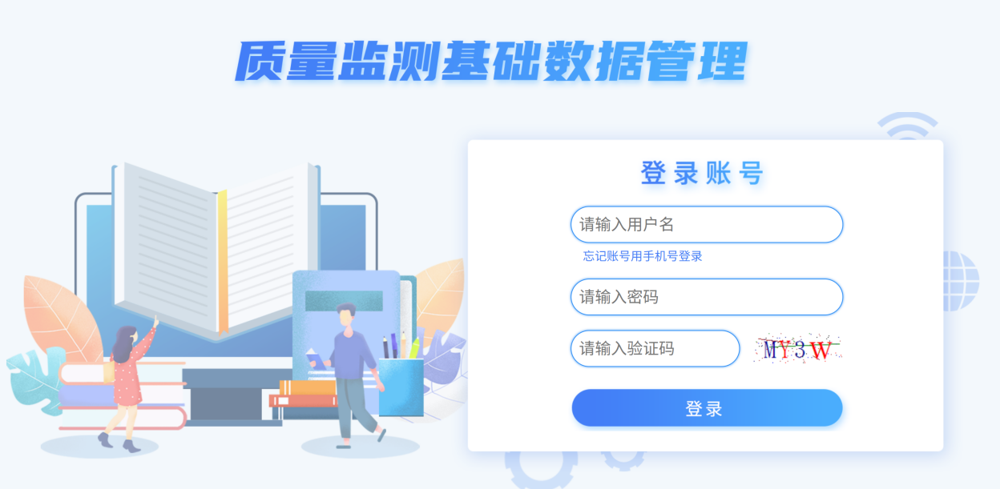 质量监测基础数据管理
登录账号
请输入用户名
忘记账号用手机号登录
请输入密码
请输入验证码
MY3W
登录